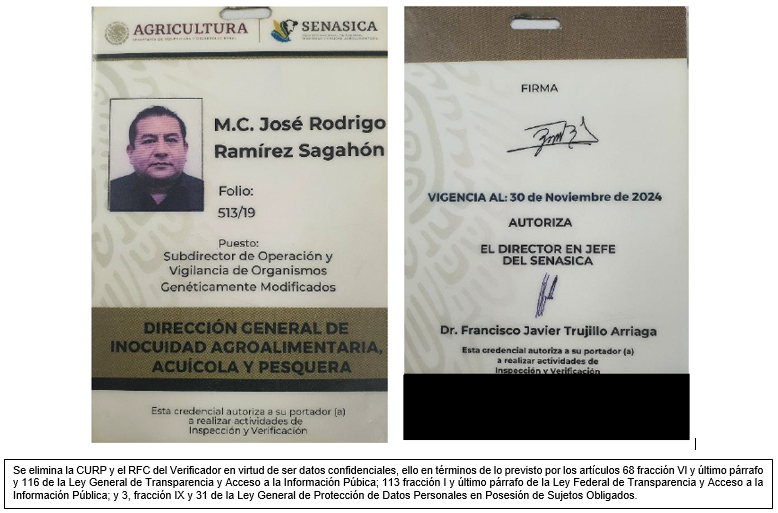 AGRICULTURA
SENASICA
M.C. José Rodrigo
Ramírez Sagahón
Folio:
513/19
Puesto:
Subdirector de Operación y
Vigilancia de Organismos
Genéticamente Modificados
DIRECCIÓN GENERAL DE
INOCUIDAD AGROALIMENTARIA,
ACUÍCOLA Y PESQUERA
Esta credencial autoriza a su portador (a)
a realizar actividades de
Inspección y Verificación
FIRMA
VIGENCIA AL: 30 de Noviembre de 2024
AUTORIZA
EL DIRECTOR EN JEFE
DEL SENASICA
Dr. Francisco Javier Trujillo Arriaga
Esta credencial autoriza a su portador (a)
a realizar actividades de
Inspección y Verificación
Se elimina la CURP y el RFC del Verificador en virtud de ser datos confidenciales, ello en términos de lo previsto por los artículos 68 fracción VI y último párrafo
y 116 de la Ley General de Transparencia y Acceso a la Información Púbica; 113 fracción I y último párrafo de la Ley Federal de Transparencia y Acceso a la
Información Pública; y 3, fracción IX y 31 de la Ley General de Protección de Datos Personales en Posesión de Sujetos Obligados.